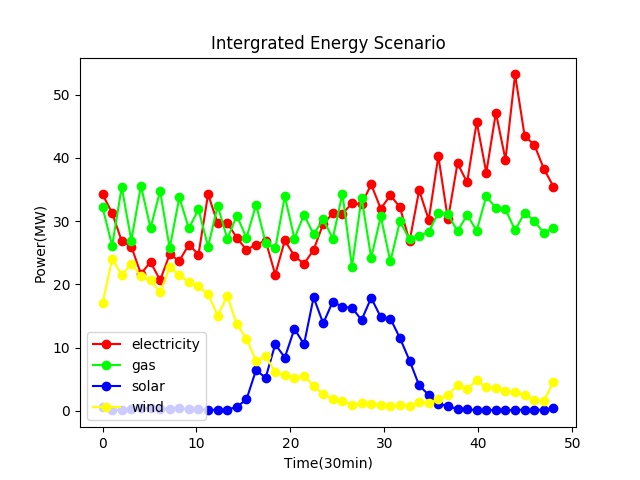 Intergrated Energy Scenario
Power(MW)
50
40
30
20
10
0
electricity
gas
solar
wind
0 10 20 30 40 50
Time(30min)